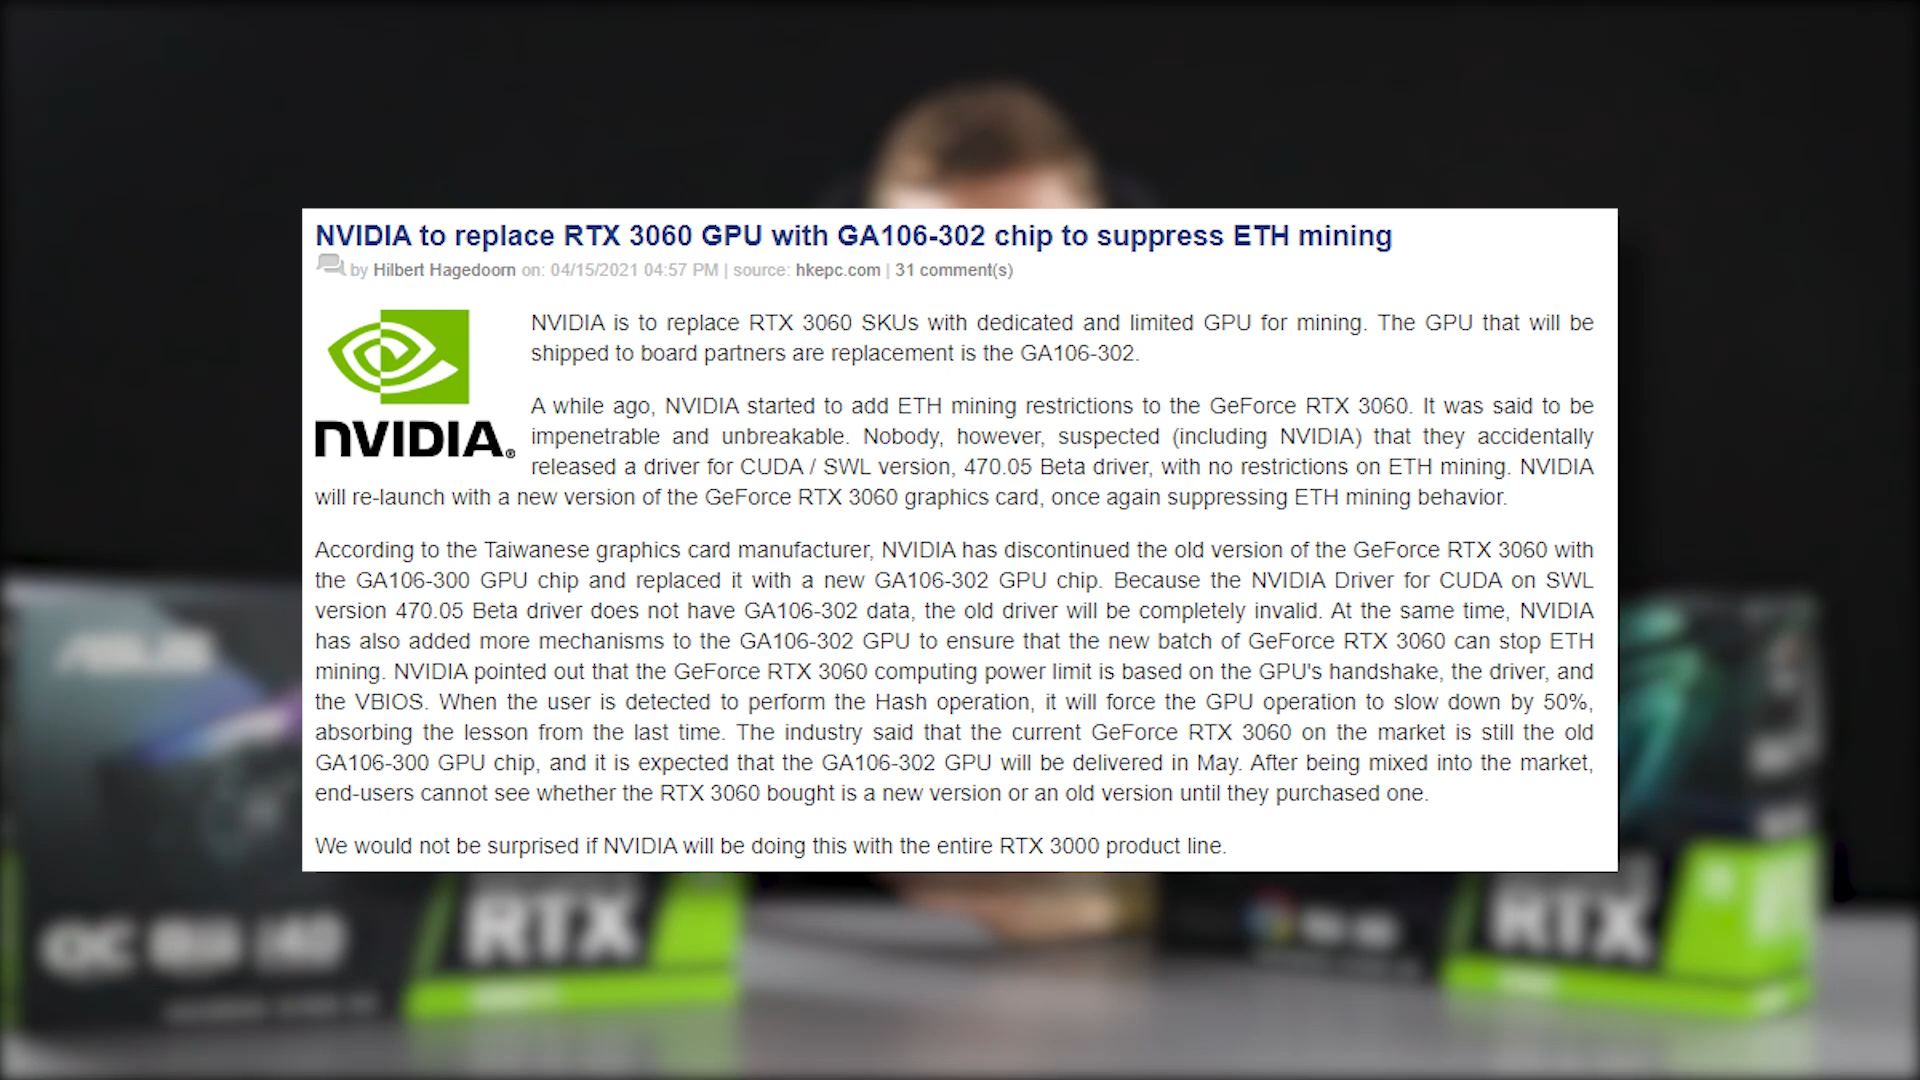 NVIDIA to replace RTX 3060 GPU with GA106-302 chip to suppress ETH mining
by Hilbert Hagedoorn on: 04/15/2021 04:57 PM | source: hkepc.com | 31 comment(s)
NVIDIA is to replace RTX 3060 SKUs with dedicated and limited GPU for mining. The GPU that will be
shipped to board partners are replacement is the GA106-302.
A while ago, NVIDIA started to add ETH mining restrictions to the GeForce RTX 3060. It was said to be
impenetrable and unbreakable. Nobody, however, suspected (including NVIDIA) that they accidentally
released a driver for CUDA / SWL version, 470.05 Beta driver, with no restrictions on ETH mining. NVIDIA
will re-launch with a new version of the GeForce RTX 3060 graphics card, once again suppressing ETH mining behavior.
NVIDIA®
According to the Taiwanese graphics card manufacturer, NVIDIA has discontinued the old version of the GeForce RTX 3060 with
the GA106-300 GPU chip and replaced it with a new GA106-302 GPU chip. Because the NVIDIA Driver for CUDA on SWL
version 470.05 Beta driver does not have GA106-302 data, the old driver will be completely invalid. At the same time, NVIDIA
has also added more mechanisms to the GA106-302 GPU to ensure that the new batch of GeForce RTX 3060 can stop ETH
mining. NVIDIA pointed out that the GeForce RTX 3060 computing power limit is based on the GPU's handshake, the driver, and
the VBIOS. When the user is detected to perform the Hash operation, it will force the GPU operation to slow down by 50%,
absorbing the lesson from the last time. The industry said that the current GeForce RTX 3060 on the market is still the old
GA106-300 GPU chip, and it is expected that the GA106-302 GPU will be delivered in May. After being mixed into the market,
end-users cannot see whether the RTX 3060 bought is a new version or an old version until they purchased one.
We would not be surprised if NVIDIA will be doing this with the entire RTX 3000 product line.
ASUS
RTX
OC
RTX